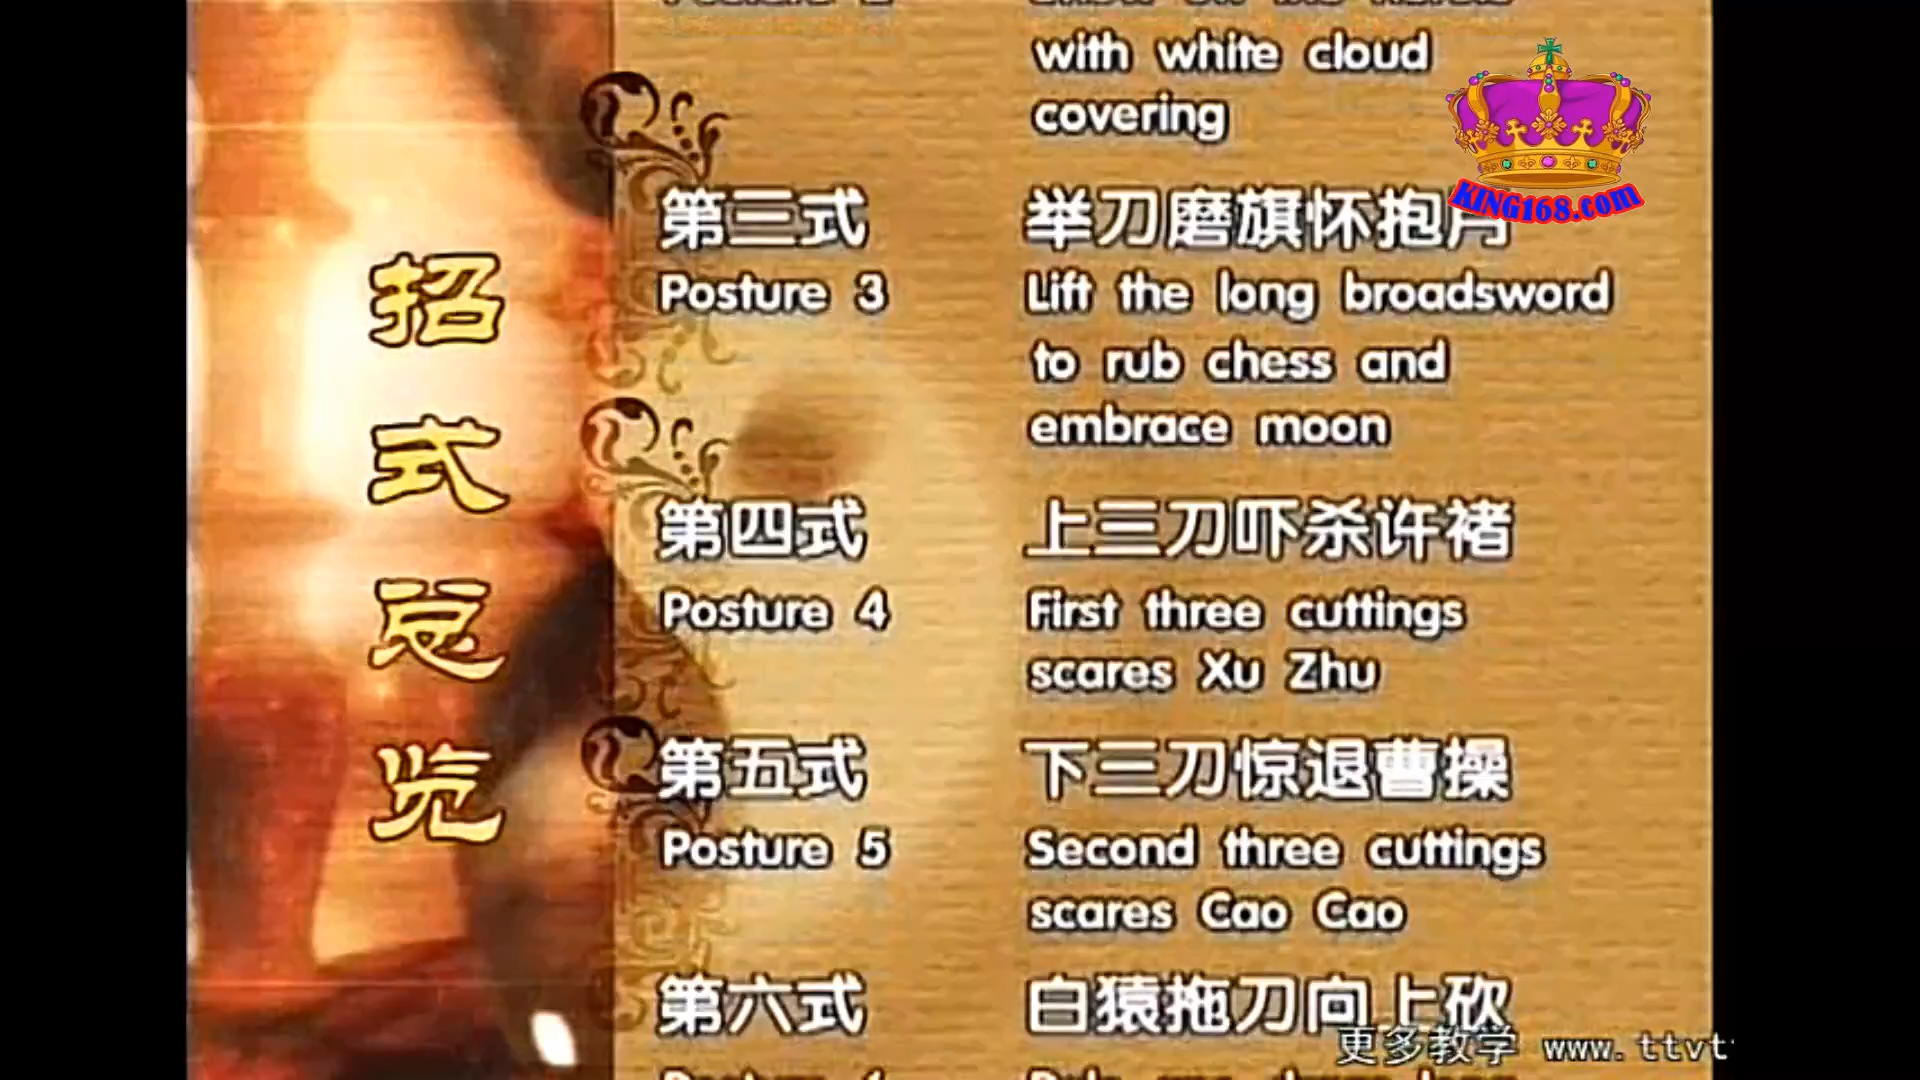 with white cloud
covering
KING168.com
招式总览
第三式
举刀磨旗怀抱月
Posture 3
Lift the long broadsword
to rub chess and
embrace moon
第四式
上三刀吓杀许褚
Posture 4
First three cuttings
scares Xu Zhu
第五式
下三刀惊退曹操
Posture 5
Second three cuttings
scares Cao Cao
第六式
白猿拖刀向上砍
更多教学 www.ttvt